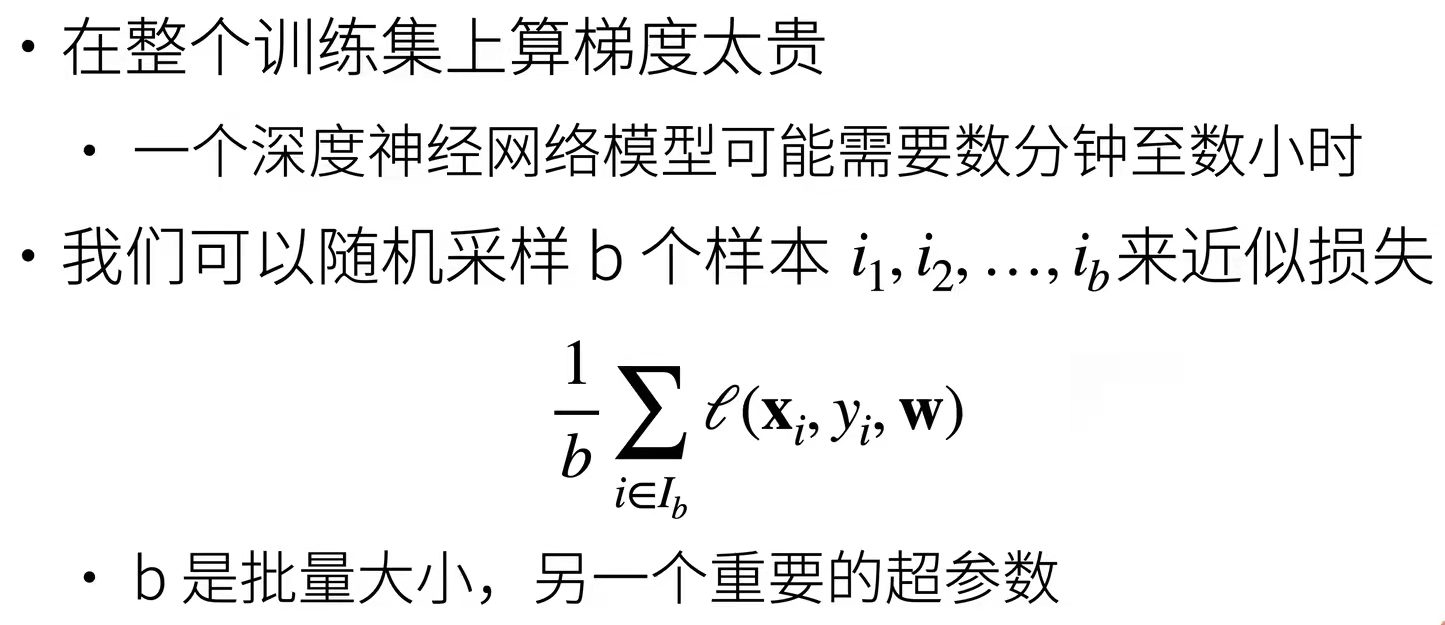 • 在整个训练集上算梯度太贵
• 一个深度神经网络模型可能需要数分钟至数小时
• 我们可以随机采样 b 个样本 i₁, i₂, …, i_b 来近似损失
\frac{1}{b} \sum_{i \in I_b} \ell(\mathbf{x}_i, y_i, \mathbf{w})
• b 是批量大小，另一个重要的超参数